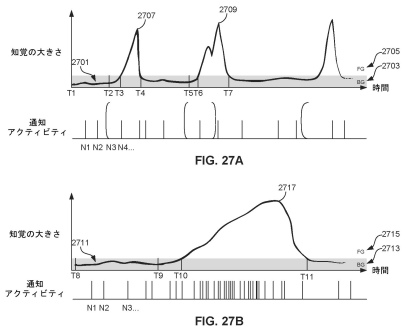 2707
2709
知覚の大きさ
2701
FG
2705
BG
2703
T1
T2
T3
T4
T5
T6
T7
時間
通知
アクティビティ
N1 N2 N3 N4...
FIG. 27A
2717
知覚の大きさ
2711
FG
2715
BG
2713
T8
T9
T10
T11
時間
通知
アクティビティ
N1 N2 N3...
FIG. 27B